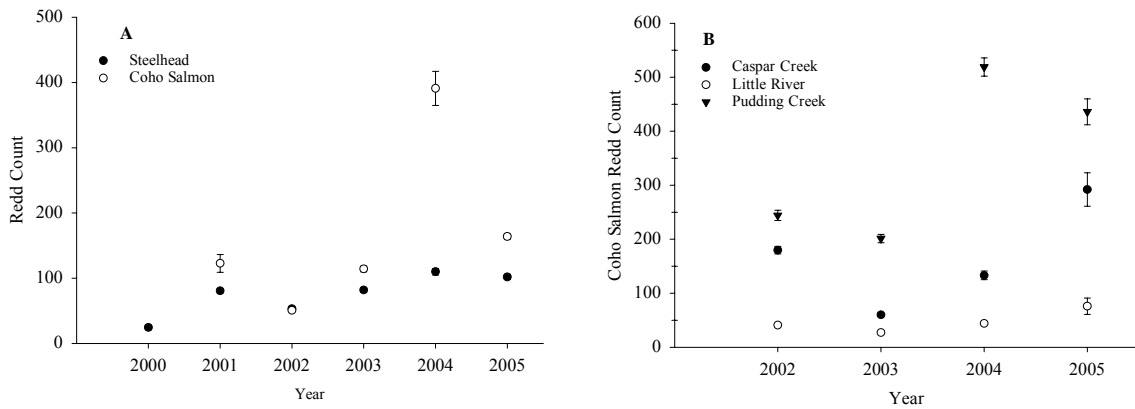 A
Steelhead
Coho Salmon
500
400
300
200
100
0
Redd Count
2000 2001 2002 2003 2004 2005
Year
B
Caspar Creek
Little River
Pudding Creek
600
500
400
300
200
100
0
Coho Salmon Redd Count
2002 2003 2004 2005
Year